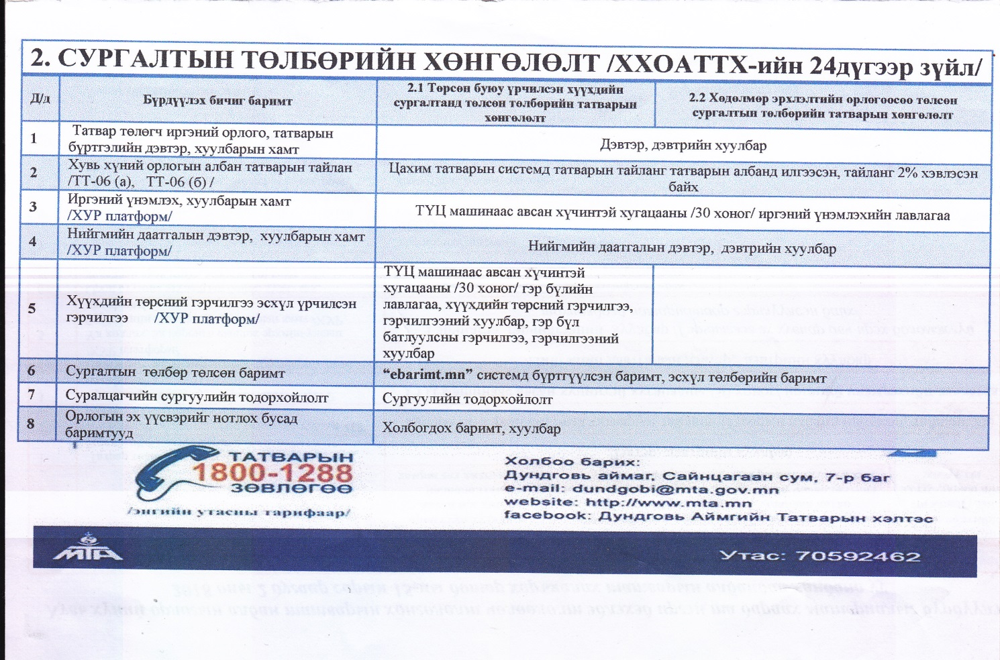 2. СУРГАЛТЫН ТӨЛБӨРИЙН ХӨНГӨЛӨЛТ /ХХОАТТХ-ийн 24дүгээр зүйл/
Д/д
Бүрдүүлэх бичиг баримт
2.1 Төрсөн буюу үрчилсэн хүүхдийн
сургалтанд төлсөн төлбөрийн татварын
хөнгөлөлт
2.2 Хөдөлмөр эрхлэлтийн орлогоосоо төлсөн
сургалтын төлбөрийн татварын хөнгөлөлт
1
Татвар төлөгч иргэний орлого, татварын
бүртгэлийн дэвтэр, хуулбарын хамт
Дэвтэр, дэвтрийн хуулбар
2
Хувь хүний орлогын албан татварын тайлан
/ТТ-06 (а), ТТ-06 (б) /
Цахим татварын системд татварын тайланг татварын албанд илгээсэн, тайланг 2% хэвлэсэн
байх
3
Иргэний үнэмлэх, хуулбарын хамт
/ХУР платформ/
ТҮЦ машинаас авсан хүчинтэй хугацааны /30 хоног/ иргэний үнэмлэхийн лавлагаа
4
Нийгмийн даатгалын дэвтэр, хуулбарын хамт
/ХУР платформ/
Нийгмийн даатгалын дэвтэр, дэвтрийн хуулбар
5
Хүүхдийн төрсний гэрчилгээ эсхүл үрчилсэн
гэрчилгээ /ХУР платформ/
ТҮЦ машинаас авсан хүчинтэй
хугацааны /30 хоног/ гэр бүлийн
лавлагаа, хүүхдийн төрсний гэрчилгээ,
гэрчилгээний хуулбар, гэр бүл
батлуулсны гэрчилгээ, гэрчилгээний
хуулбар
6
Сургалтын төлбөр төлсөн баримт
“ebarimt.mn” системд бүртгүүлсэн баримт, эсхүл төлбөрийн баримт
7
Суралцагчийн сургуулийн тодорхойлолт
Сургуулийн тодорхойлолт
8
Орлогын эх үүсвэрийг нотлох бусад
баримтууд
Холбогдох баримт, хуулбар
ТАТВАРЫН
1800-1288
ЗӨВЛӨГӨӨ
/энгийн утасны тарифаар/
Холбоо барих:
Дундговь аймаг, Сайнцагаан сум, 7-р баг
e-mail: dundgobi@mta.gov.mn
website: http://www.mta.mn
facebook: Дундговь Аймгийн Татварын хэлтэс
МТА
Утас: 70592462